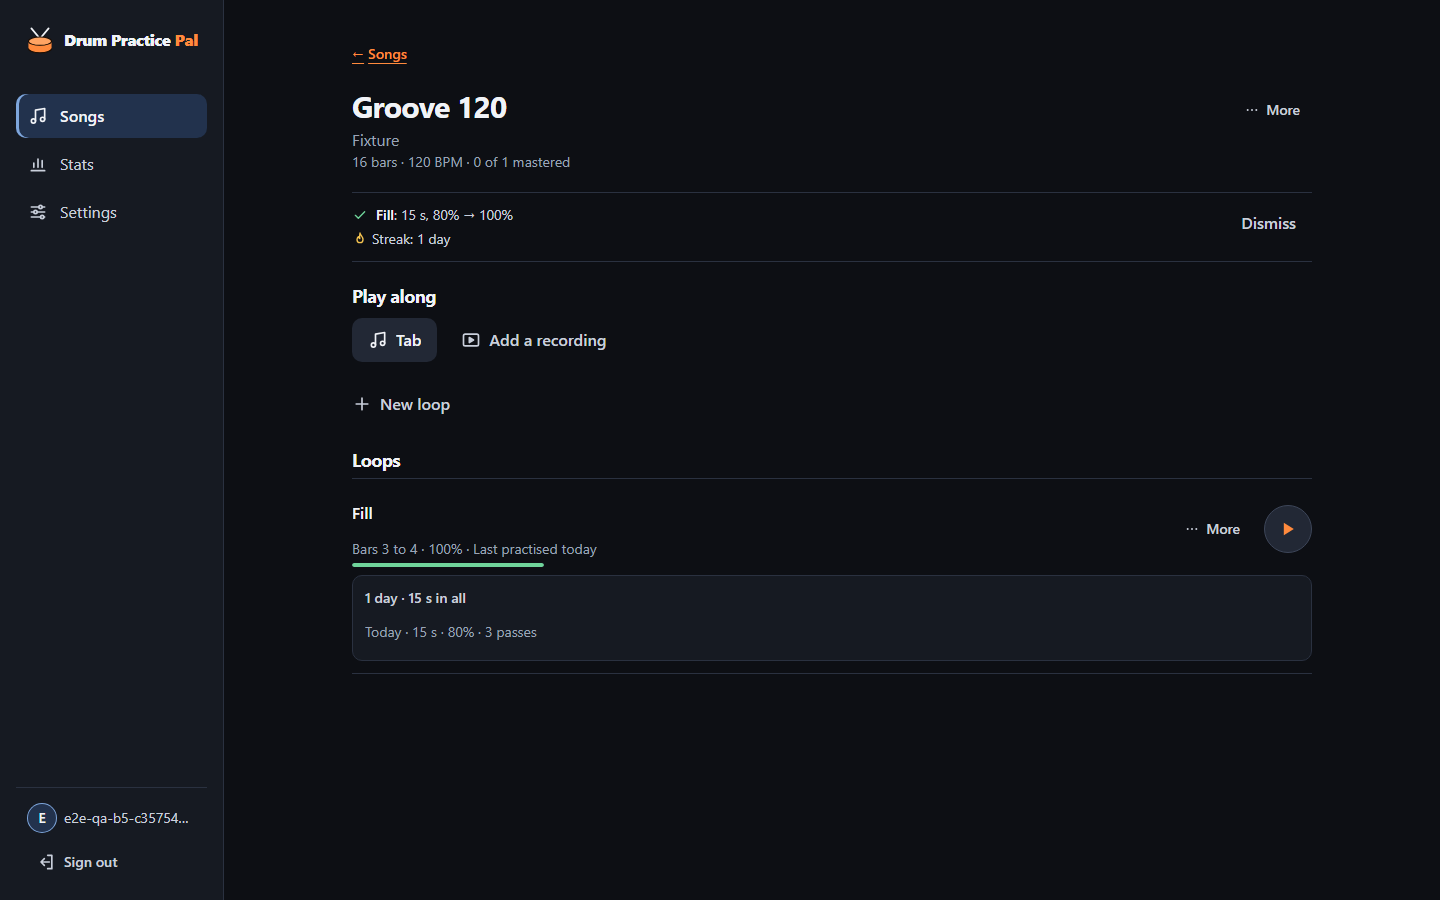 Drum Practice Pal
Songs
Stats
Settings
e2e-qa-b5-c35754...
Sign out
← Songs
Groove 120
··· More
Fixture
16 bars · 120 BPM · 0 of 1 mastered
Fill: 15 s, 80% → 100%
Streak: 1 day
Dismiss
Play along
Tab
Add a recording
New loop
Loops
Fill
··· More
Bars 3 to 4 · 100% · Last practised today
1 day · 15 s in all
Today · 15 s · 80% · 3 passes
E